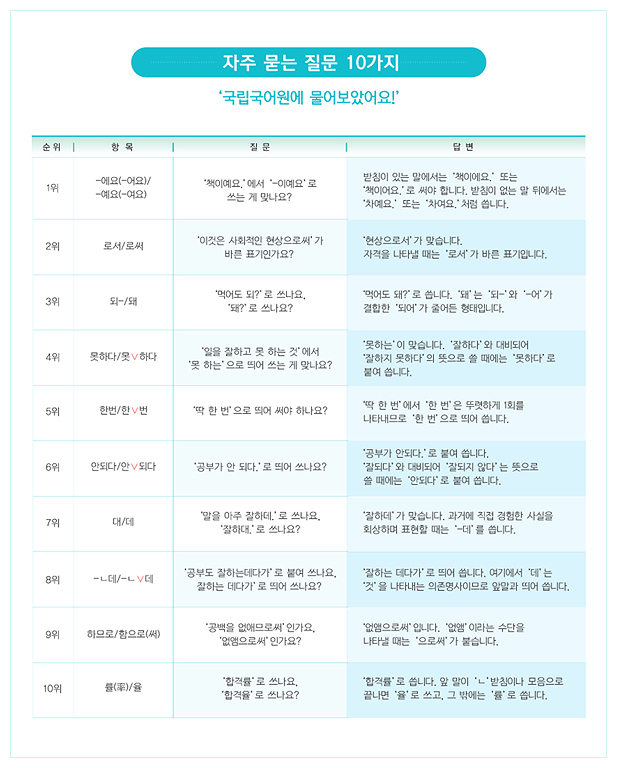 자주 묻는 질문 10가지
‘국립국어원에 물어보았어요!’
순위 항 목 질 문 답 변
1위
-에요(-어요)/
-예요(-여요)
‘책이예요.’에서 ‘-이예요’로
쓰는 게 맞나요?
받침이 있는 말에서는 ‘책이에요.’ 또는
‘책이어요.’로 써야 합니다. 받침이 없는 말 뒤에서는
‘차예요.’ 또는 ‘차여요.’처럼 씁니다.
2위
로서/로써
‘이것은 사회적인 현상으로써’가
바른 표기인가요?
‘현상으로서’가 맞습니다.
자격을 나타낼 때는 ‘로서’가 바른 표기입니다.
3위
되-/돼
‘먹어도 되?’로 쓰나요,
‘돼?’로 쓰나요?
‘먹어도 돼?’로 씁니다. ‘돼’는 ‘되-’와 ‘-어’가
결합한 ‘되어’가 줄어든 형태입니다.
4위
못하다/못∨하다
‘일을 잘하고 못 하는 것’에서
‘못 하는’으로 띄어 쓰는 게 맞나요?
‘못하는’이 맞습니다. ‘잘하다’와 대비되어
‘잘하지 못하다’의 뜻으로 쓸 때에는 ‘못하다’로
붙여 씁니다.
5위
한번/한∨번
‘딱 한 번’으로 띄어 써야 하나요?
‘딱 한 번’에서 ‘한 번’은 뚜렷하게 1회를
나타내므로 ‘한 번’으로 띄어 씁니다.
6위
안되다/안∨되다
‘공부가 안 되다.’로 띄어 쓰나요?
‘공부가 안되다.’로 붙여 씁니다.
‘잘되다’와 대비되어 ‘잘되지 않다’는 뜻으로
쓸 때에는 ‘안되다’로 붙여 씁니다.
7위
대/데
‘말을 아주 잘하데.’로 쓰나요,
‘잘하대.’로 쓰나요?
‘잘하데’가 맞습니다. 과거에 직접 경험한 사실을
회상하며 표현할 때는 ‘-데’를 씁니다.
8위
-ㄴ데/-ㄴ∨데
‘공부도 잘하는데다가’로 붙여 쓰나요,
잘하는 데다가’로 띄어 쓰나요?
‘잘하는 데다가’로 띄어 씁니다. 여기에서 ‘데’는
‘것’을 나타내는 의존명사이므로 앞말과 띄어 씁니다.
9위
하므로/함으로(써)
‘공백을 없애므로써’인가요,
‘없앰으로써’인가요?
‘없앰으로써’입니다. ‘없앰’이라는 수단을
나타낼 때는 ‘으로써’가 붙습니다.
10위
률(率)/율
‘합격률’로 쓰나요,
‘합격율’로 쓰나요?
‘합격률’로 씁니다. 앞 말이 ‘ㄴ’받침이나 모음으로
끝나면 ‘율’로 쓰고, 그 밖에는 ‘률’로 씁니다.